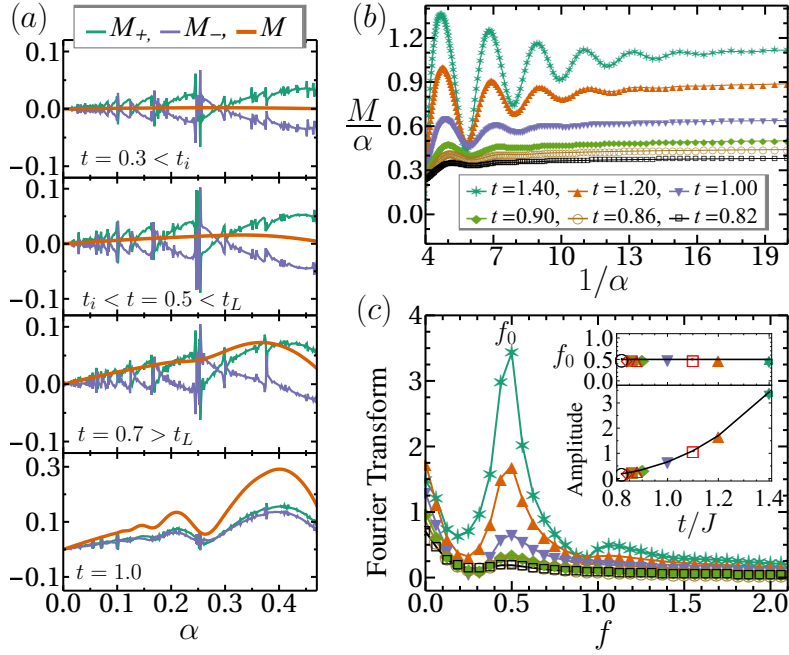 (a)
M₊, M₋, M
0.1
0.0
−0.1
t = 0.3 < tᵢ
0.1
0.0
−0.1
tᵢ < t = 0.5 < t_L
0.1
0.0
−0.1
t = 0.7 > t_L
0.3
0.1
−0.1
t = 1.0
0.0 0.1 0.2 0.3 0.4
α
(b)
1.2
0.9
0.6
0.3
0.0
M/α
t=1.40, t=1.20, t=1.00
t=0.90, t=0.86, t=0.82
4 7 10 13 16 19
1/α
(c)
Fourier Transform
4
3
2
1
0
f₀
0.0 0.5 1.0 1.5 2.0
f
f₀
1.0
0.5
0.0
Amplitude
3
2
1
0
0.8 1.0 1.2 1.4
t/J